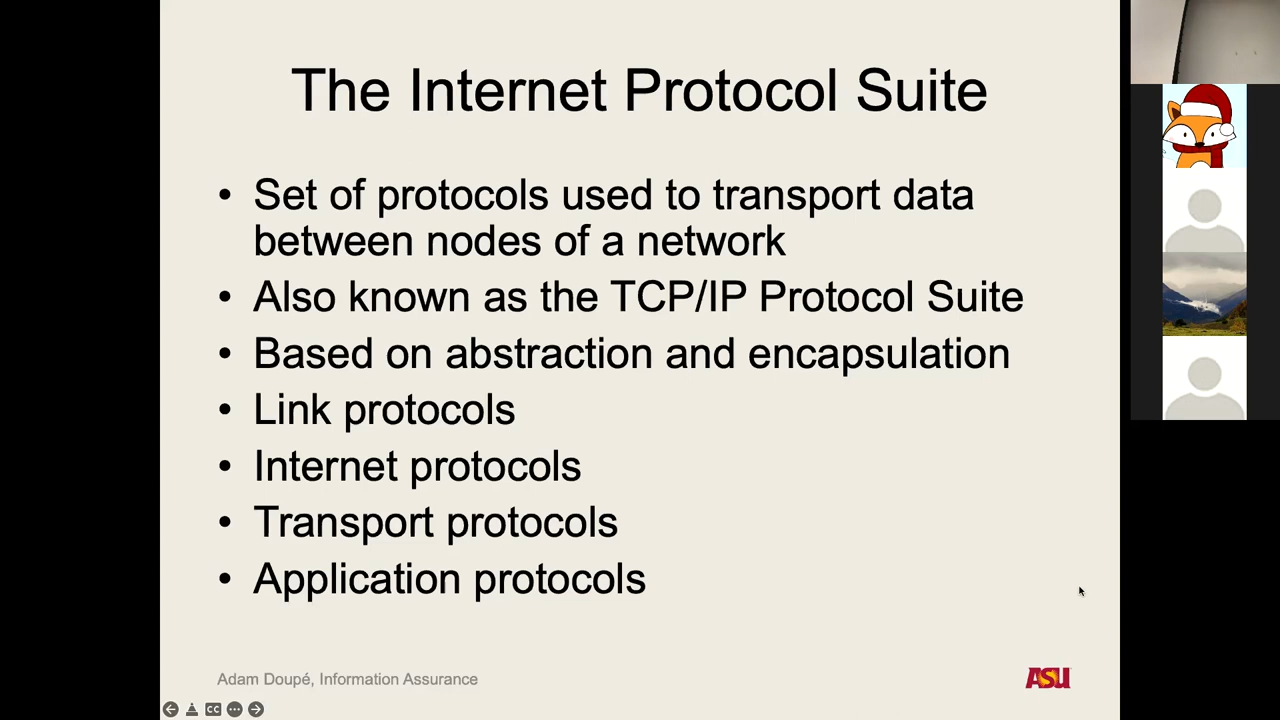 The Internet Protocol Suite
• Set of protocols used to transport data
between nodes of a network
• Also known as the TCP/IP Protocol Suite
• Based on abstraction and encapsulation
• Link protocols
• Internet protocols
• Transport protocols
• Application protocols
Adam Doupé, Information Assurance
ASU
CC